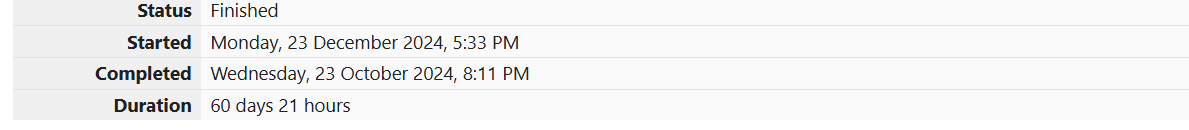 Status Finished
Started Monday, 23 December 2024, 5:33 PM
Completed Wednesday, 23 October 2024, 8:11 PM
Duration 60 days 21 hours